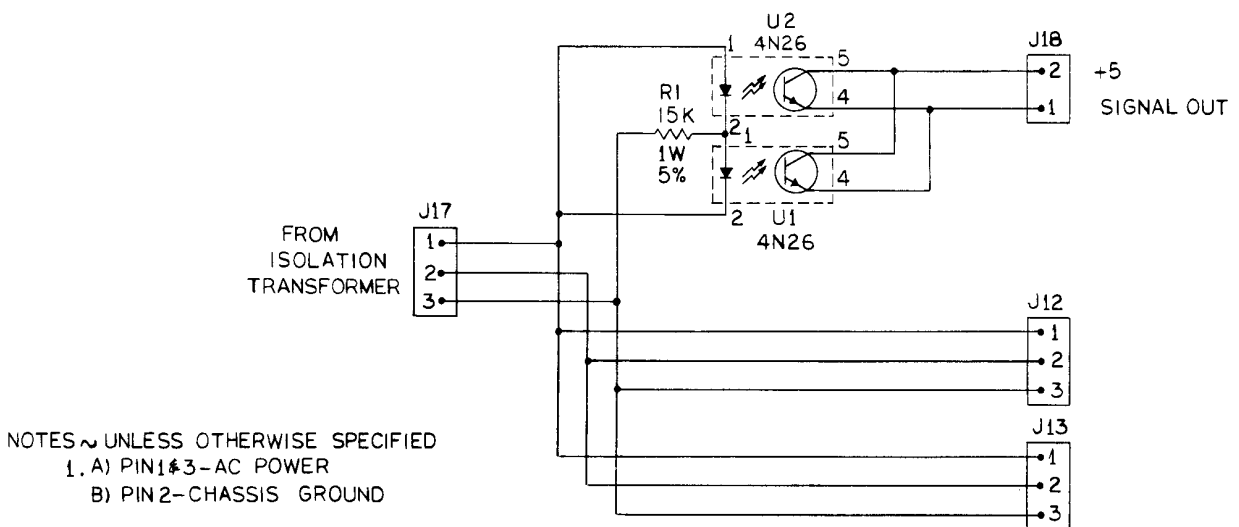 U2
4N26
1
5
4
2
J18
2
1
+5
SIGNAL OUT
R1
15K
1W
5%
1
5
4
2
U1
4N26
J17
1
2
3
FROM
ISOLATION
TRANSFORMER
J12
1
2
3
J13
1
2
3
NOTES ~ UNLESS OTHERWISE SPECIFIED
1. A) PIN1&3-AC POWER
B) PIN2-CHASSIS GROUND